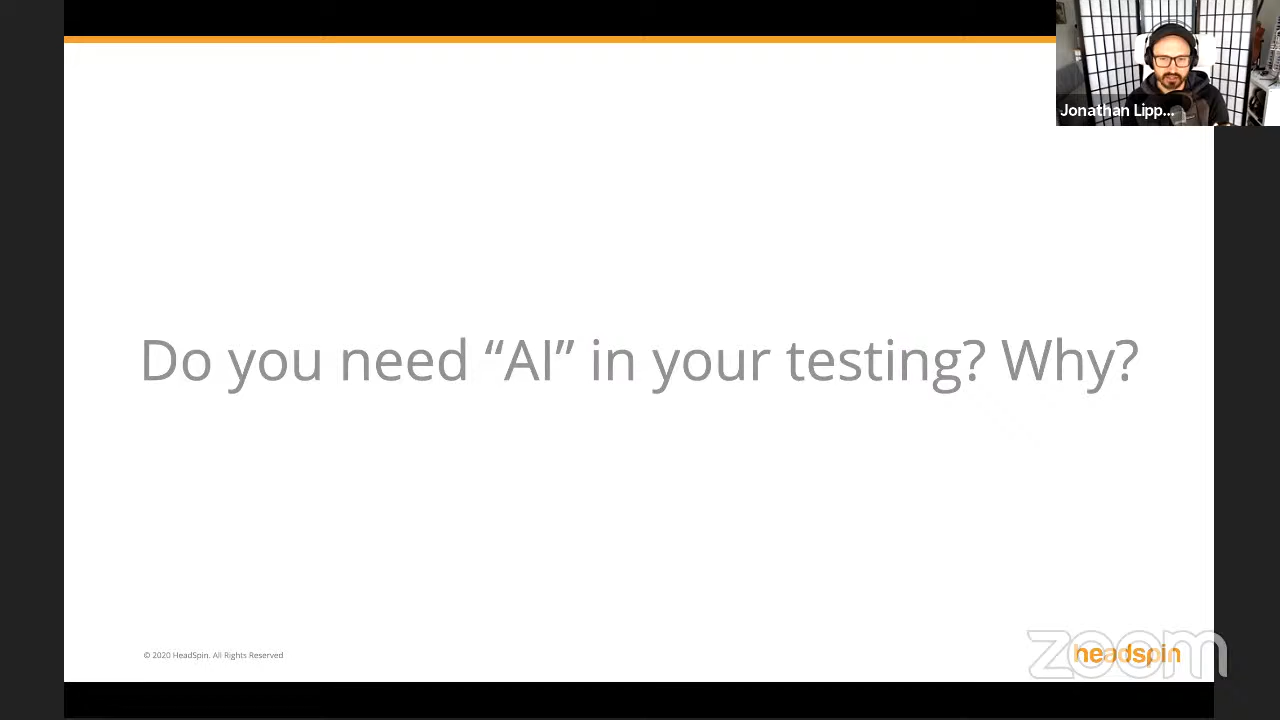 Jonathan Lipp...
Do you need “AI” in your testing? Why?
© 2020 HeadSpin. All Rights Reserved
headspin
zoom